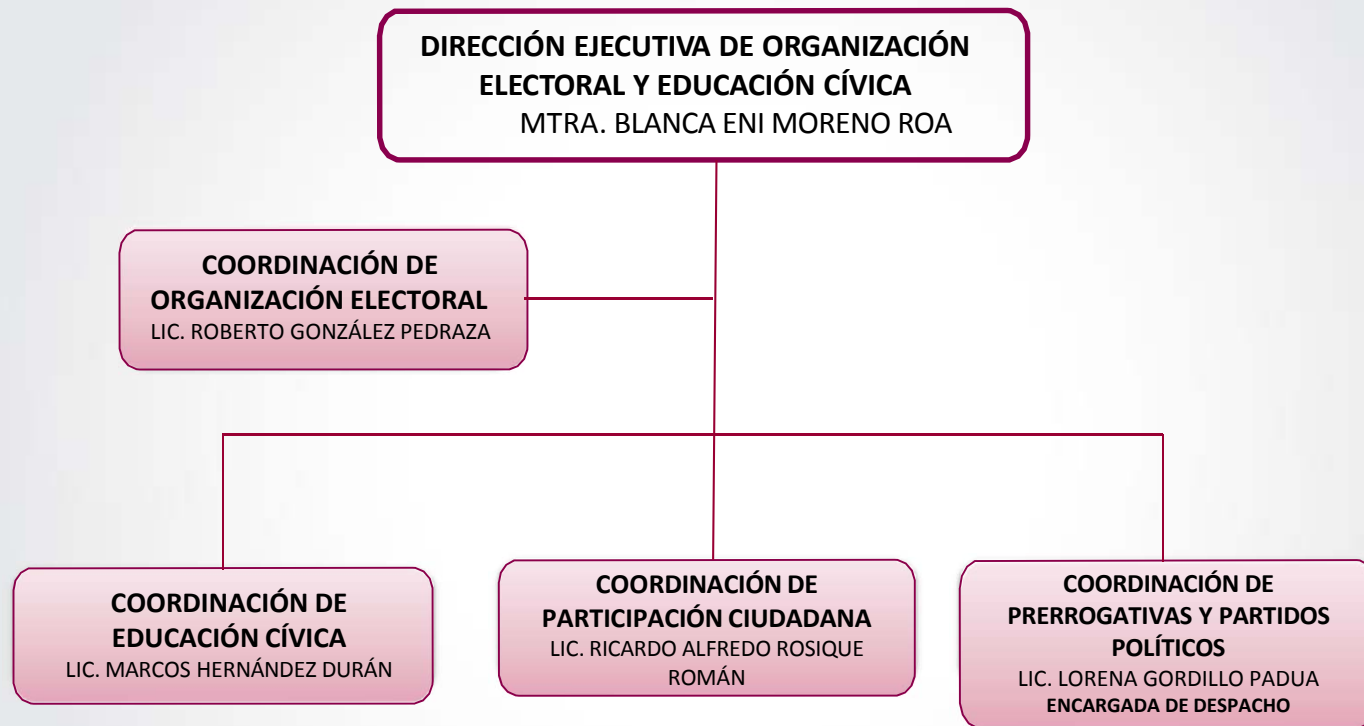 DIRECCIÓN EJECUTIVA DE ORGANIZACIÓN
ELECTORAL Y EDUCACIÓN CÍVICA
MTRA. BLANCA ENI MORENO ROA
COORDINACIÓN DE
ORGANIZACIÓN ELECTORAL
LIC. ROBERTO GONZÁLEZ PEDRAZA
COORDINACIÓN DE
EDUCACIÓN CÍVICA
LIC. MARCOS HERNÁNDEZ DURÁN
COORDINACIÓN DE
PARTICIPACIÓN CIUDADANA
LIC. RICARDO ALFREDO ROSIQUE
ROMÁN
COORDINACIÓN DE
PRERROGATIVAS Y PARTIDOS
POLÍTICOS
LIC. LORENA GORDILLO PADUA
ENCARGADA DE DESPACHO